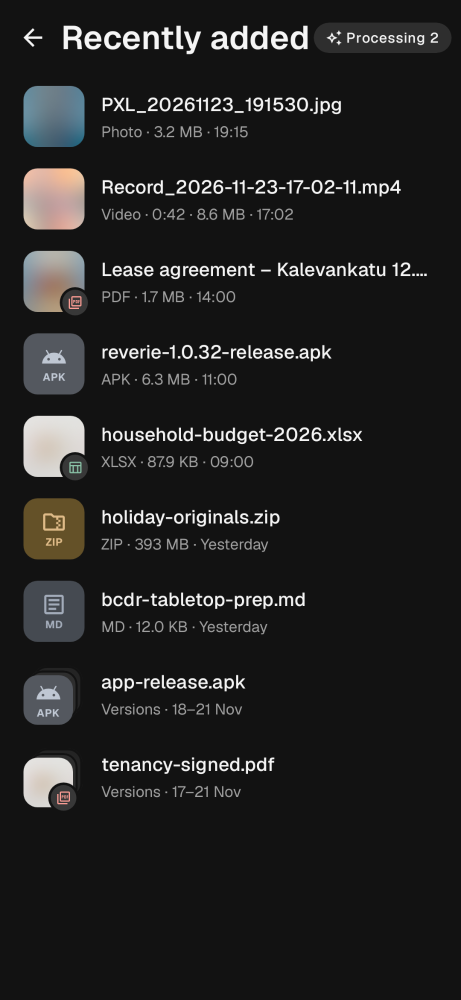 Recently added
Processing 2
PXL_20261123_191530.jpg
Photo · 3.2 MB · 19:15
Record_2026-11-23-17-02-11.mp4
Video · 0:42 · 8.6 MB · 17:02
Lease agreement – Kalevankatu 12....
PDF · 1.7 MB · 14:00
PDF
reverie-1.0.32-release.apk
APK · 6.3 MB · 11:00
APK
household-budget-2026.xlsx
XLSX · 87.9 KB · 09:00
holiday-originals.zip
ZIP · 393 MB · Yesterday
ZIP
bcdr-tabletop-prep.md
MD · 12.0 KB · Yesterday
MD
app-release.apk
Versions · 18–21 Nov
APK
tenancy-signed.pdf
Versions · 17–21 Nov
PDF